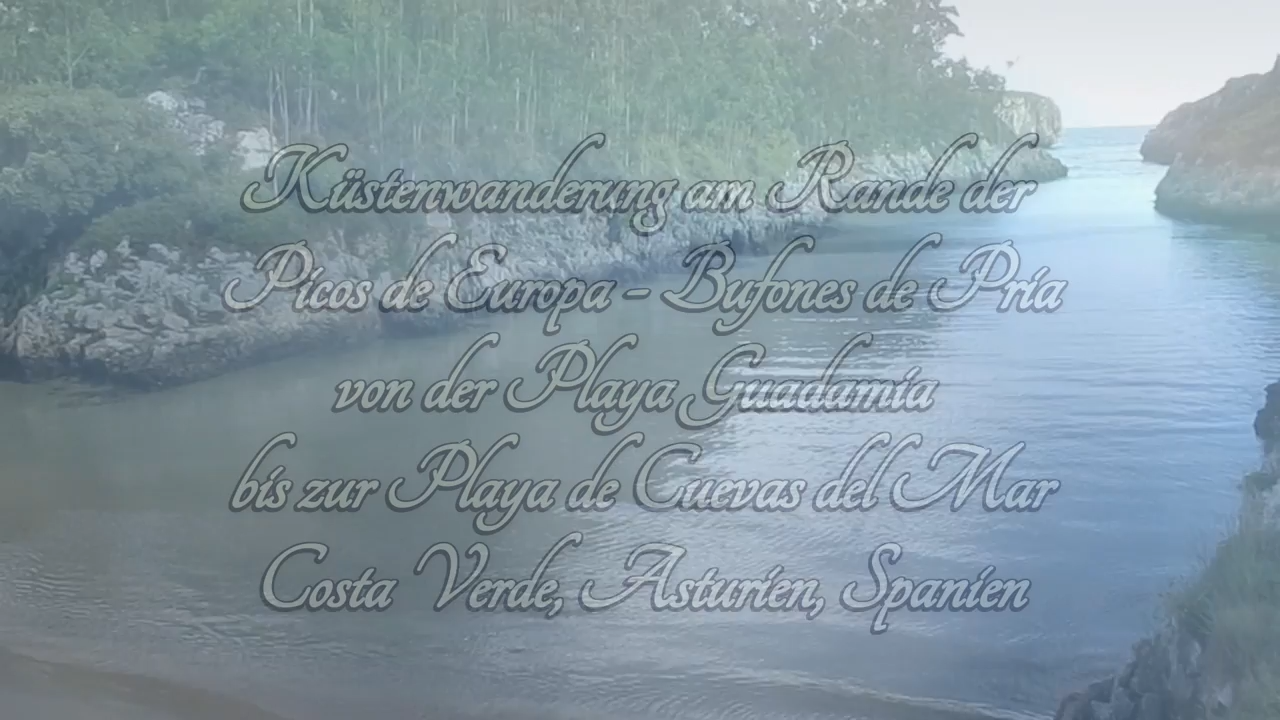 Küstenwanderung am Rande der
Picos de Europa - Bufones de Pría
von der Playa Guadamía
bis zur Playa de Cuevas del Mar
Costa Verde, Asturien, Spanien